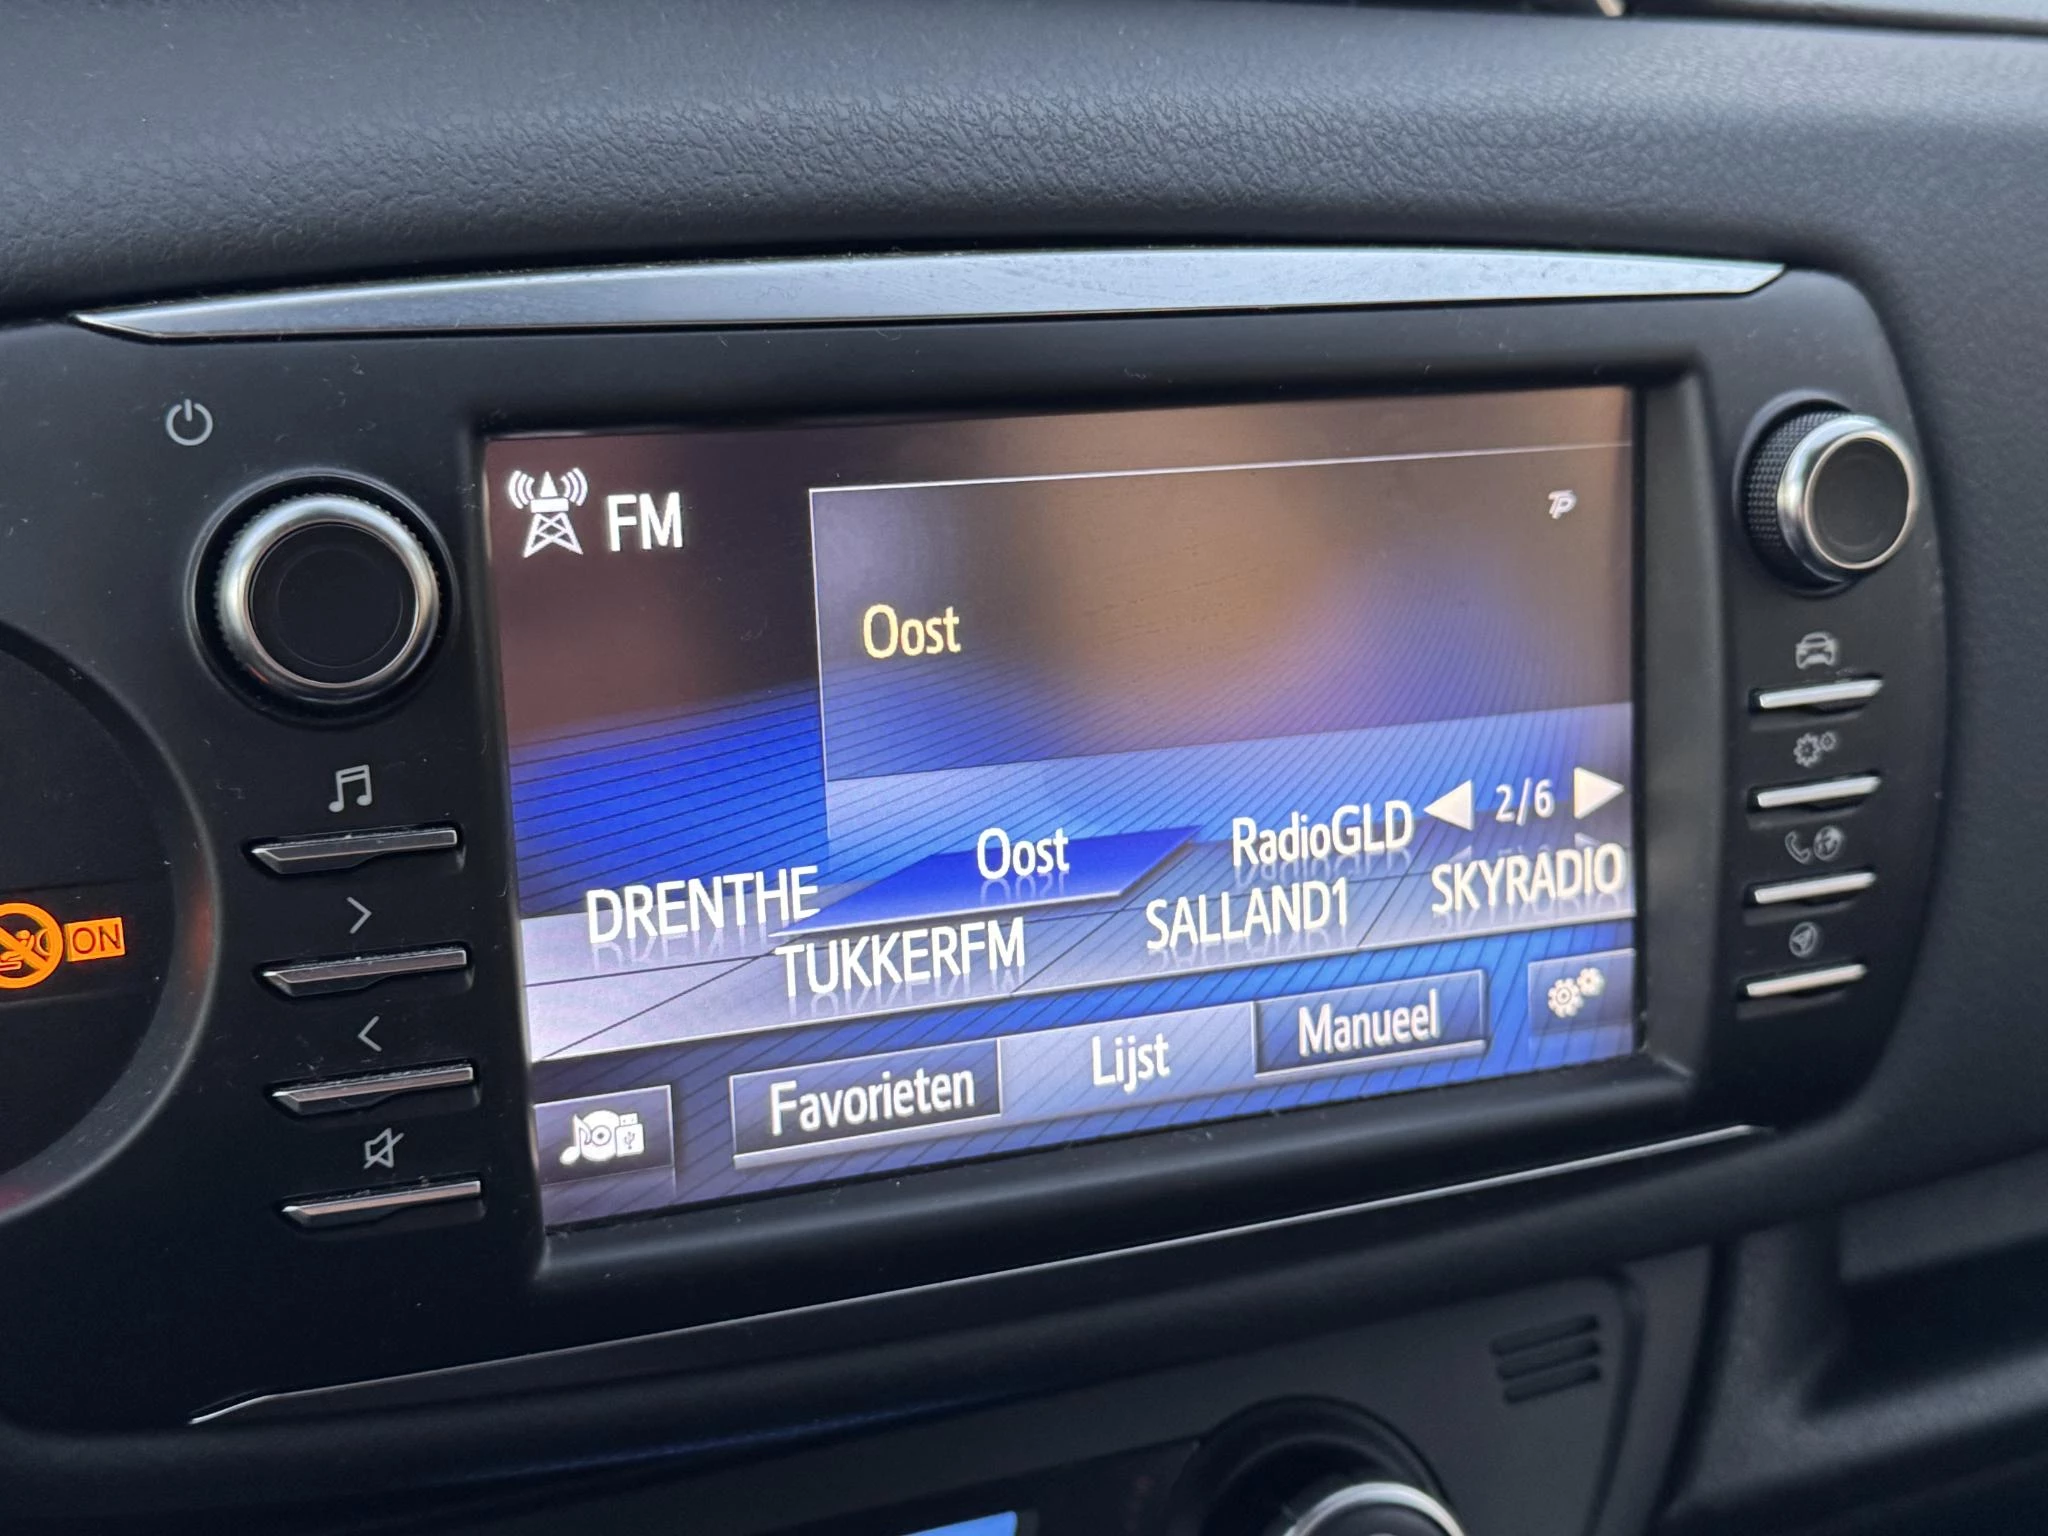 FM
TP
Oost
2/6
DRENTHE Oost RadioGLD
TUKKERFM SALLAND1 SKYRADIO
Favorieten Lijst Manueel
ON